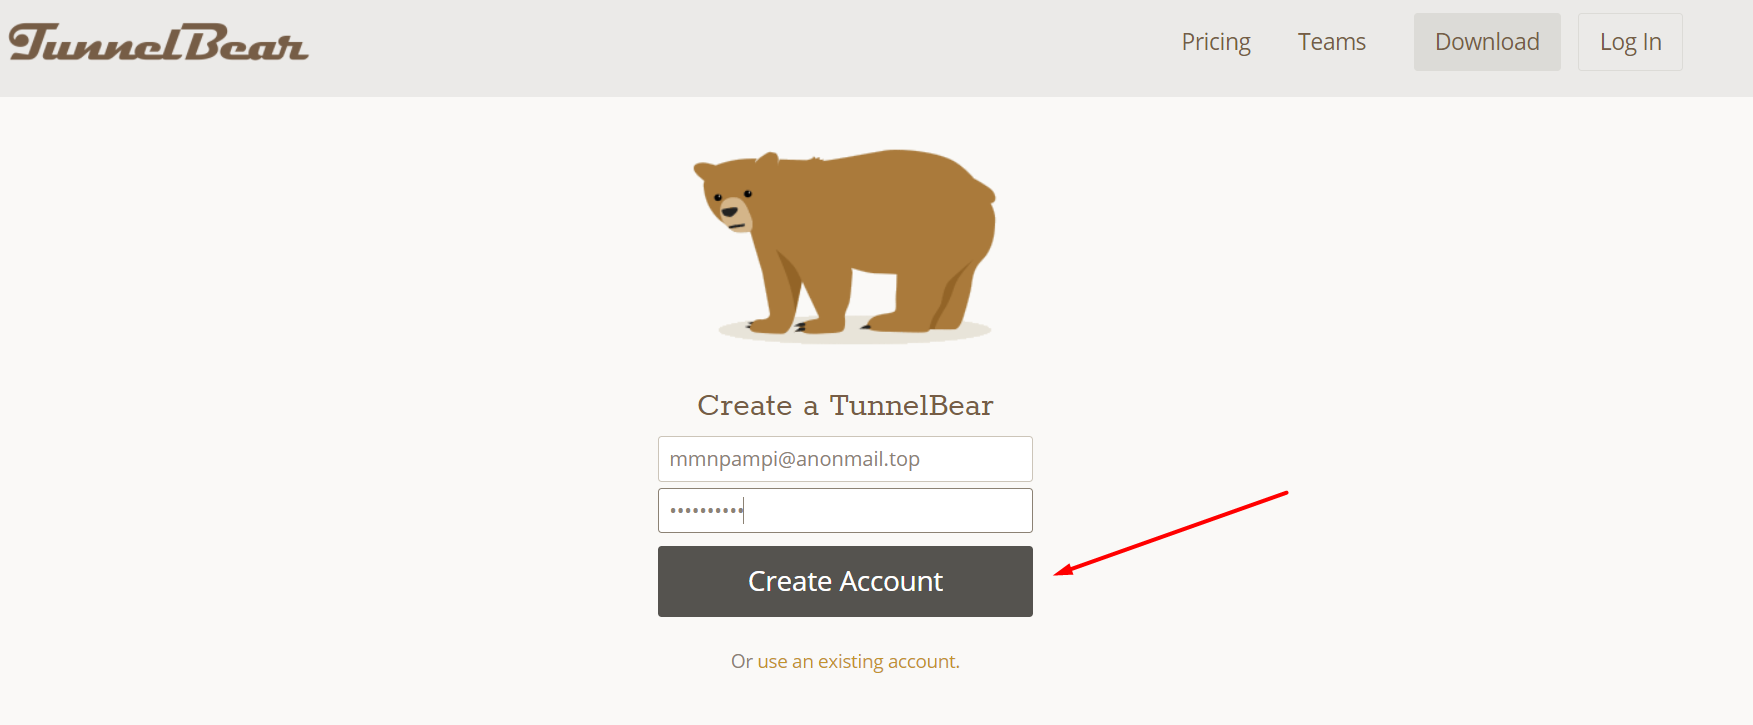 TunnelBear
Pricing Teams Download Log In
Create a TunnelBear
mmnpampi@anonmail.top
••••••••••
Create Account
Or use an existing account.